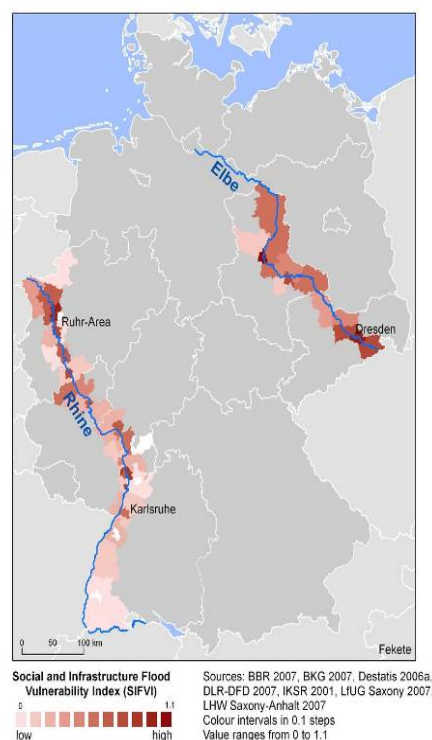 Elbe
Dresden
Ruhr-Area
Rhine
Karlsruhe
0 50 100 km
Fekete
Social and Infrastructure Flood
Vulnerability Index (SIFVI)
0 1.1
low high
Sources: BBR 2007, BKG 2007, Destatis 2006a,
DLR-DFD 2007, IKSR 2001, LfUG Saxony 2007,
LHW Saxony-Anhalt 2007
Colour intervals in 0.1 steps
Value ranges from 0 to 1.1